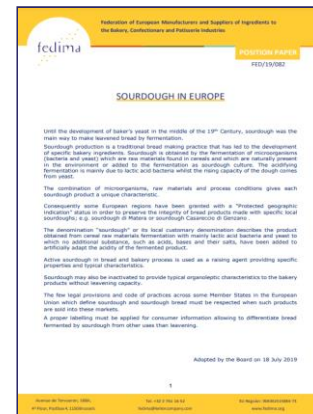 Federation of European Manufacturers and Suppliers of Ingredients to
the Bakery, Confectionery and Patisserie Industries
fedima
POSITION PAPER
FED/19/082
SOURDOUGH IN EUROPE
Until the development of baker's yeast in the middle of the 19th Century, sourdough was the
main way to make leavened bread by fermentation.
Sourdough production is a traditional bread making practice that has led to the development
of specific bakery ingredients. Sourdough is obtained by the fermentation of microorganisms
(bacteria and yeast) which are raw materials found in cereals and which are naturally present
in the environment or added to the fermentation as sourdough culture. The acidifying
fermentation is mainly due to lactic acid bacteria whilst the rising capacity of the dough comes
from yeast.
The combination of microorganisms, raw materials and process conditions gives each
sourdough product a unique characteristic.
Consequently some European regions have been granted with a "Protected geographic
indication" status in order to preserve the integrity of bread products made with specific local
sourdoughs; e.g. sourdough di Matera or sourdough Casareccio di Genzano .
The denomination "sourdough" or its local customary denomination describes the product
obtained from cereal raw materials fermentation with mainly lactic acid bacteria and yeast to
which no additional substance, such as acids, bases and their salts, have been added to
artificially adapt the acidity of the fermented product.
Active sourdough in bread and bakery process is used as a raising agent providing specific
properties and typical characteristics.
Sourdough may also be inactivated to provide typical organoleptic characteristics to the bakery
products without leavening capacity.
The few legal provisions and code of practices across some Member States in the European
Union which define sourdough and sourdough bread must be respected when such products
are sold into these markets.
A proper labelling must be applied for consumer information allowing to differentiate bread
fermented by sourdough from other uses than leavening.
Adopted by the Board on 18 July 2019
1
www.fedima.org